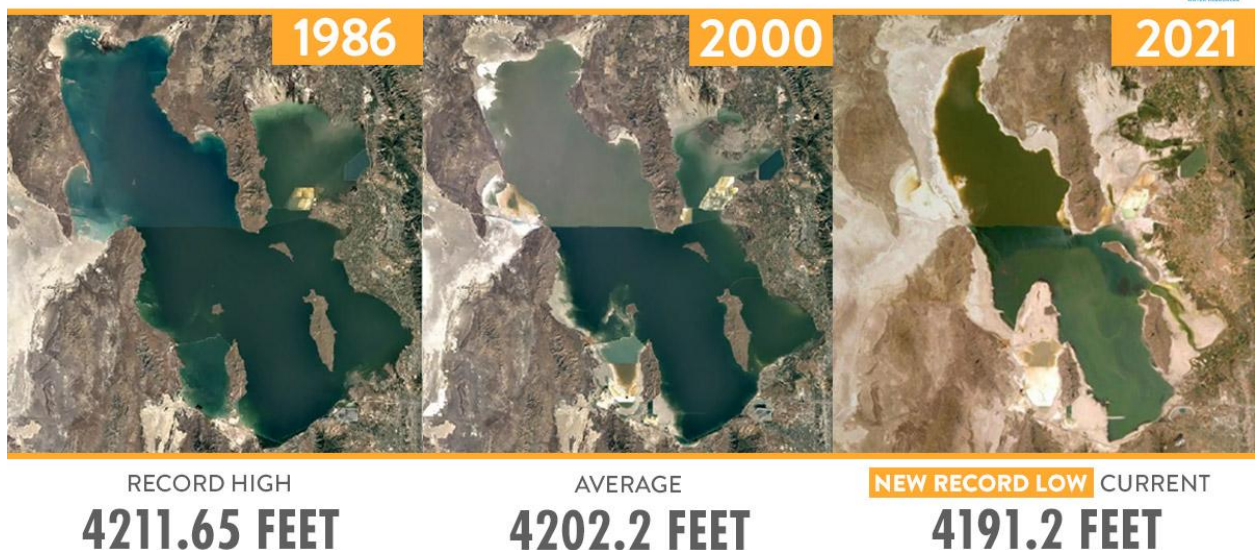 1986
2000
2021
RECORD HIGH
4211.65 FEET
AVERAGE
4202.2 FEET
NEW RECORD LOW CURRENT
4191.2 FEET